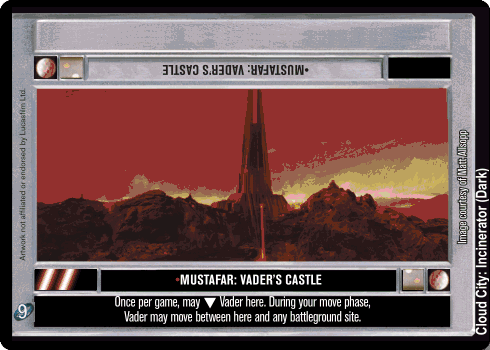 •MUSTAFAR: VADER'S CASTLE
Artwork not affiliated or endorsed by Lucasfilm Ltd.
Image courtesy of Matt Allsopp
Cloud City: Incinerator (Dark)
•MUSTAFAR: VADER'S CASTLE
9
Once per game, may ▼ Vader here. During your move phase,
Vader may move between here and any battleground site.